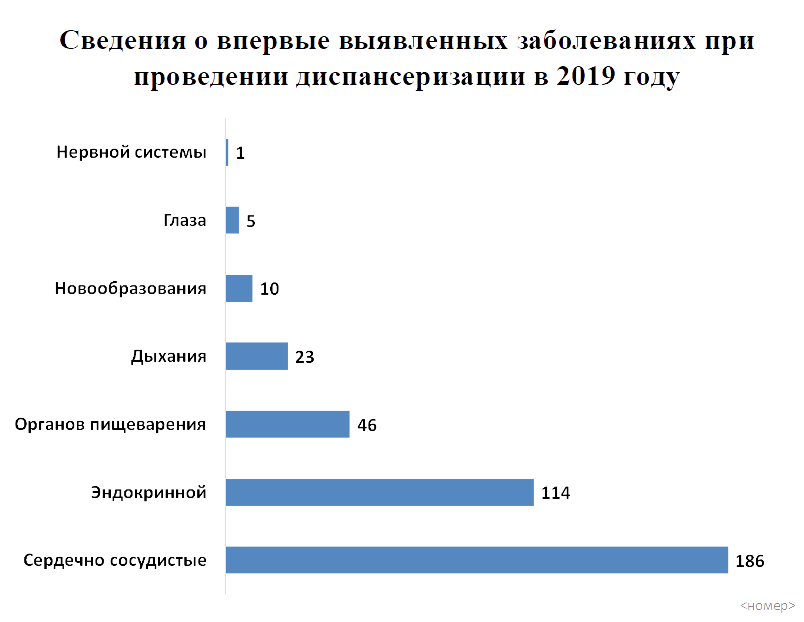 Сведения о впервые выявленных заболеваниях при
проведении диспансеризации в 2019 году
Нервной системы 1
Глаза 5
Новообразования 10
Дыхания 23
Органов пищеварения 46
Эндокринной 114
Сердечно сосудистые 186
<номер>